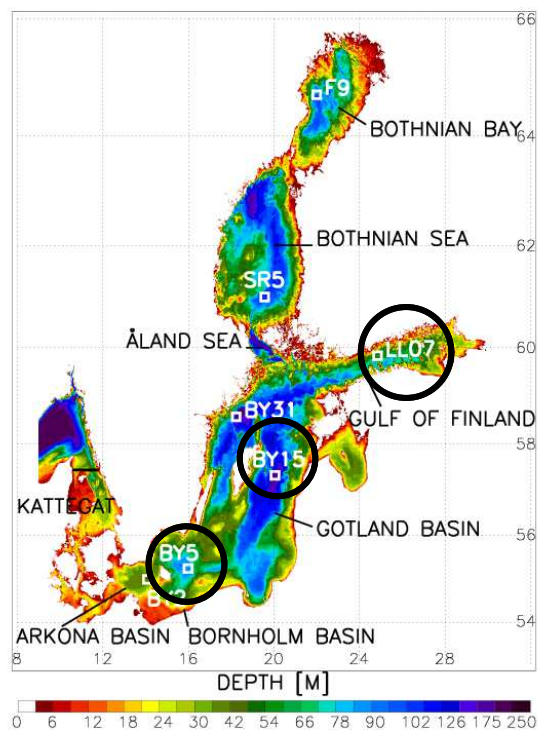 66
F9
BOTHNIAN BAY
64
BOTHNIAN SEA
62
SR5
ÅLAND SEA
60
LL07
BY31
GULF OF FINLAND
58
BY15
KATTEGAT
GOTLAND BASIN
56
BY5
ARKONA BASIN
BORNHOLM BASIN
54
8 12 16 20 24 28
DEPTH [M]
0 6 12 18 24 30 42 54 66 78 90 102 126 175 250